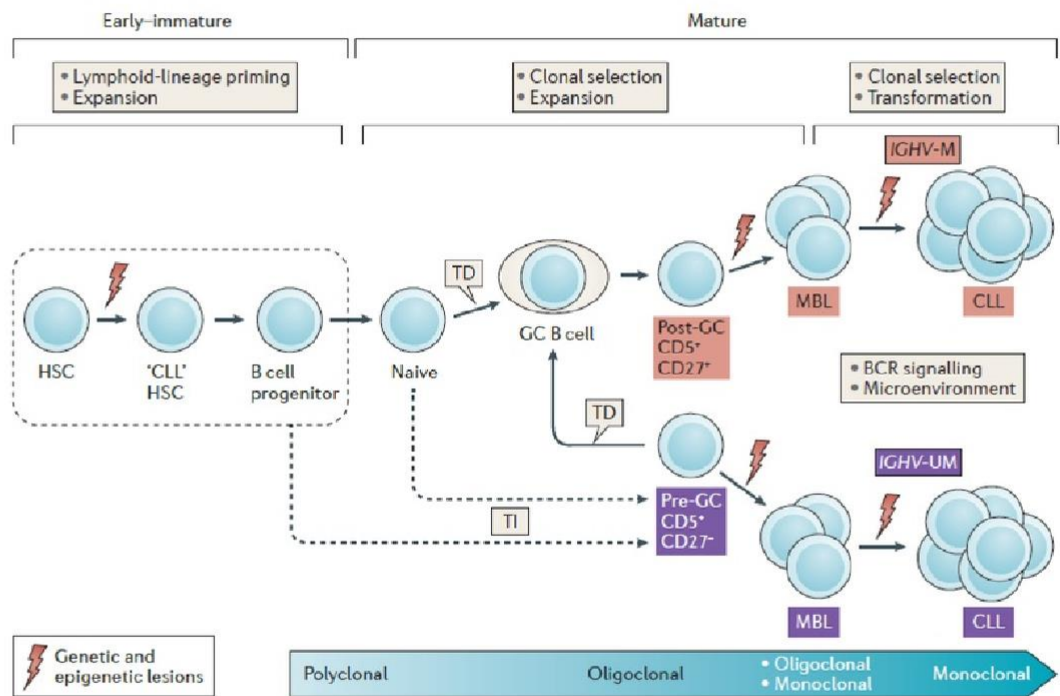 Early–immature
Mature
• Lymphoid-lineage priming
• Expansion
• Clonal selection
• Expansion
• Clonal selection
• Transformation
IGHV-M
TD
HSC
"CLL"
HSC
B cell
progenitor
Naive
GC B cell
Post-GC
CD5⁺
CD27⁺
MBL
CLL
• BCR signalling
• Microenvironment
TD
IGHV-UM
Pre-GC
CD5⁺
CD27⁻
TI
MBL
CLL
Genetic and
epigenetic lesions
Polyclonal
Oligoclonal
• Oligoclonal
• Monoclonal
Monoclonal